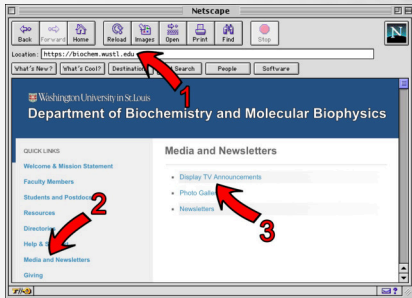 Netscape
Back Forward Home Reload Images Open Print Find Stop
Location: https://biochem.wustl.edu
What's New? What's Cool? Destinations Search People Software
1
Washington University in St. Louis
Department of Biochemistry and Molecular Biophysics
QUICK LINKS
Media and Newsletters
Welcome & Mission Statement
Faculty Members
Display TV Announcements
Students and Postdocs
Photo Gallery
2
Resources
Newsletters
Directories
3
Help &
Media and Newsletters
Giving